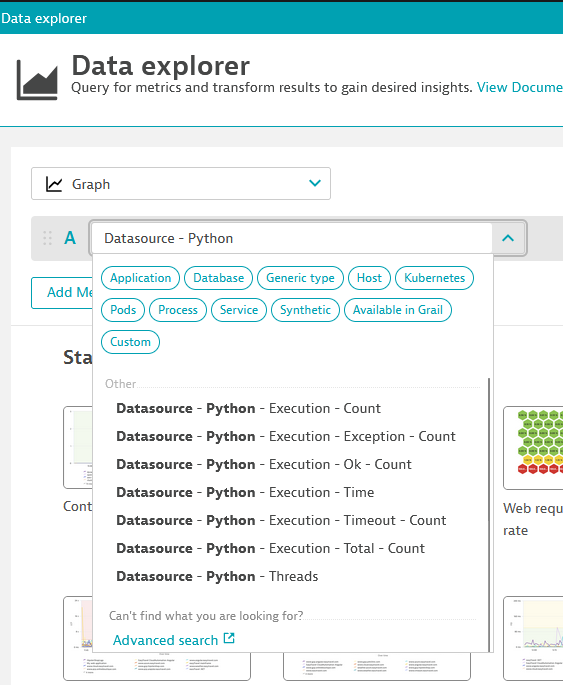 Data explorer
Data explorer
Query for metrics and transform results to gain desired insights. View Docume
Graph
A Datasource - Python
Add Me
Application Database Generic type Host Kubernetes
Pods Process Service Synthetic Available in Grail
Custom
Sta
Other
Datasource - Python - Execution - Count
Datasource - Python - Execution - Exception - Count
Datasource - Python - Execution - Ok - Count
Datasource - Python - Execution - Time
Datasource - Python - Execution - Timeout - Count
Datasource - Python - Execution - Total - Count
Datasource - Python - Threads
Cont
Web requ
rate
Can't find what you are looking for?
Advanced search